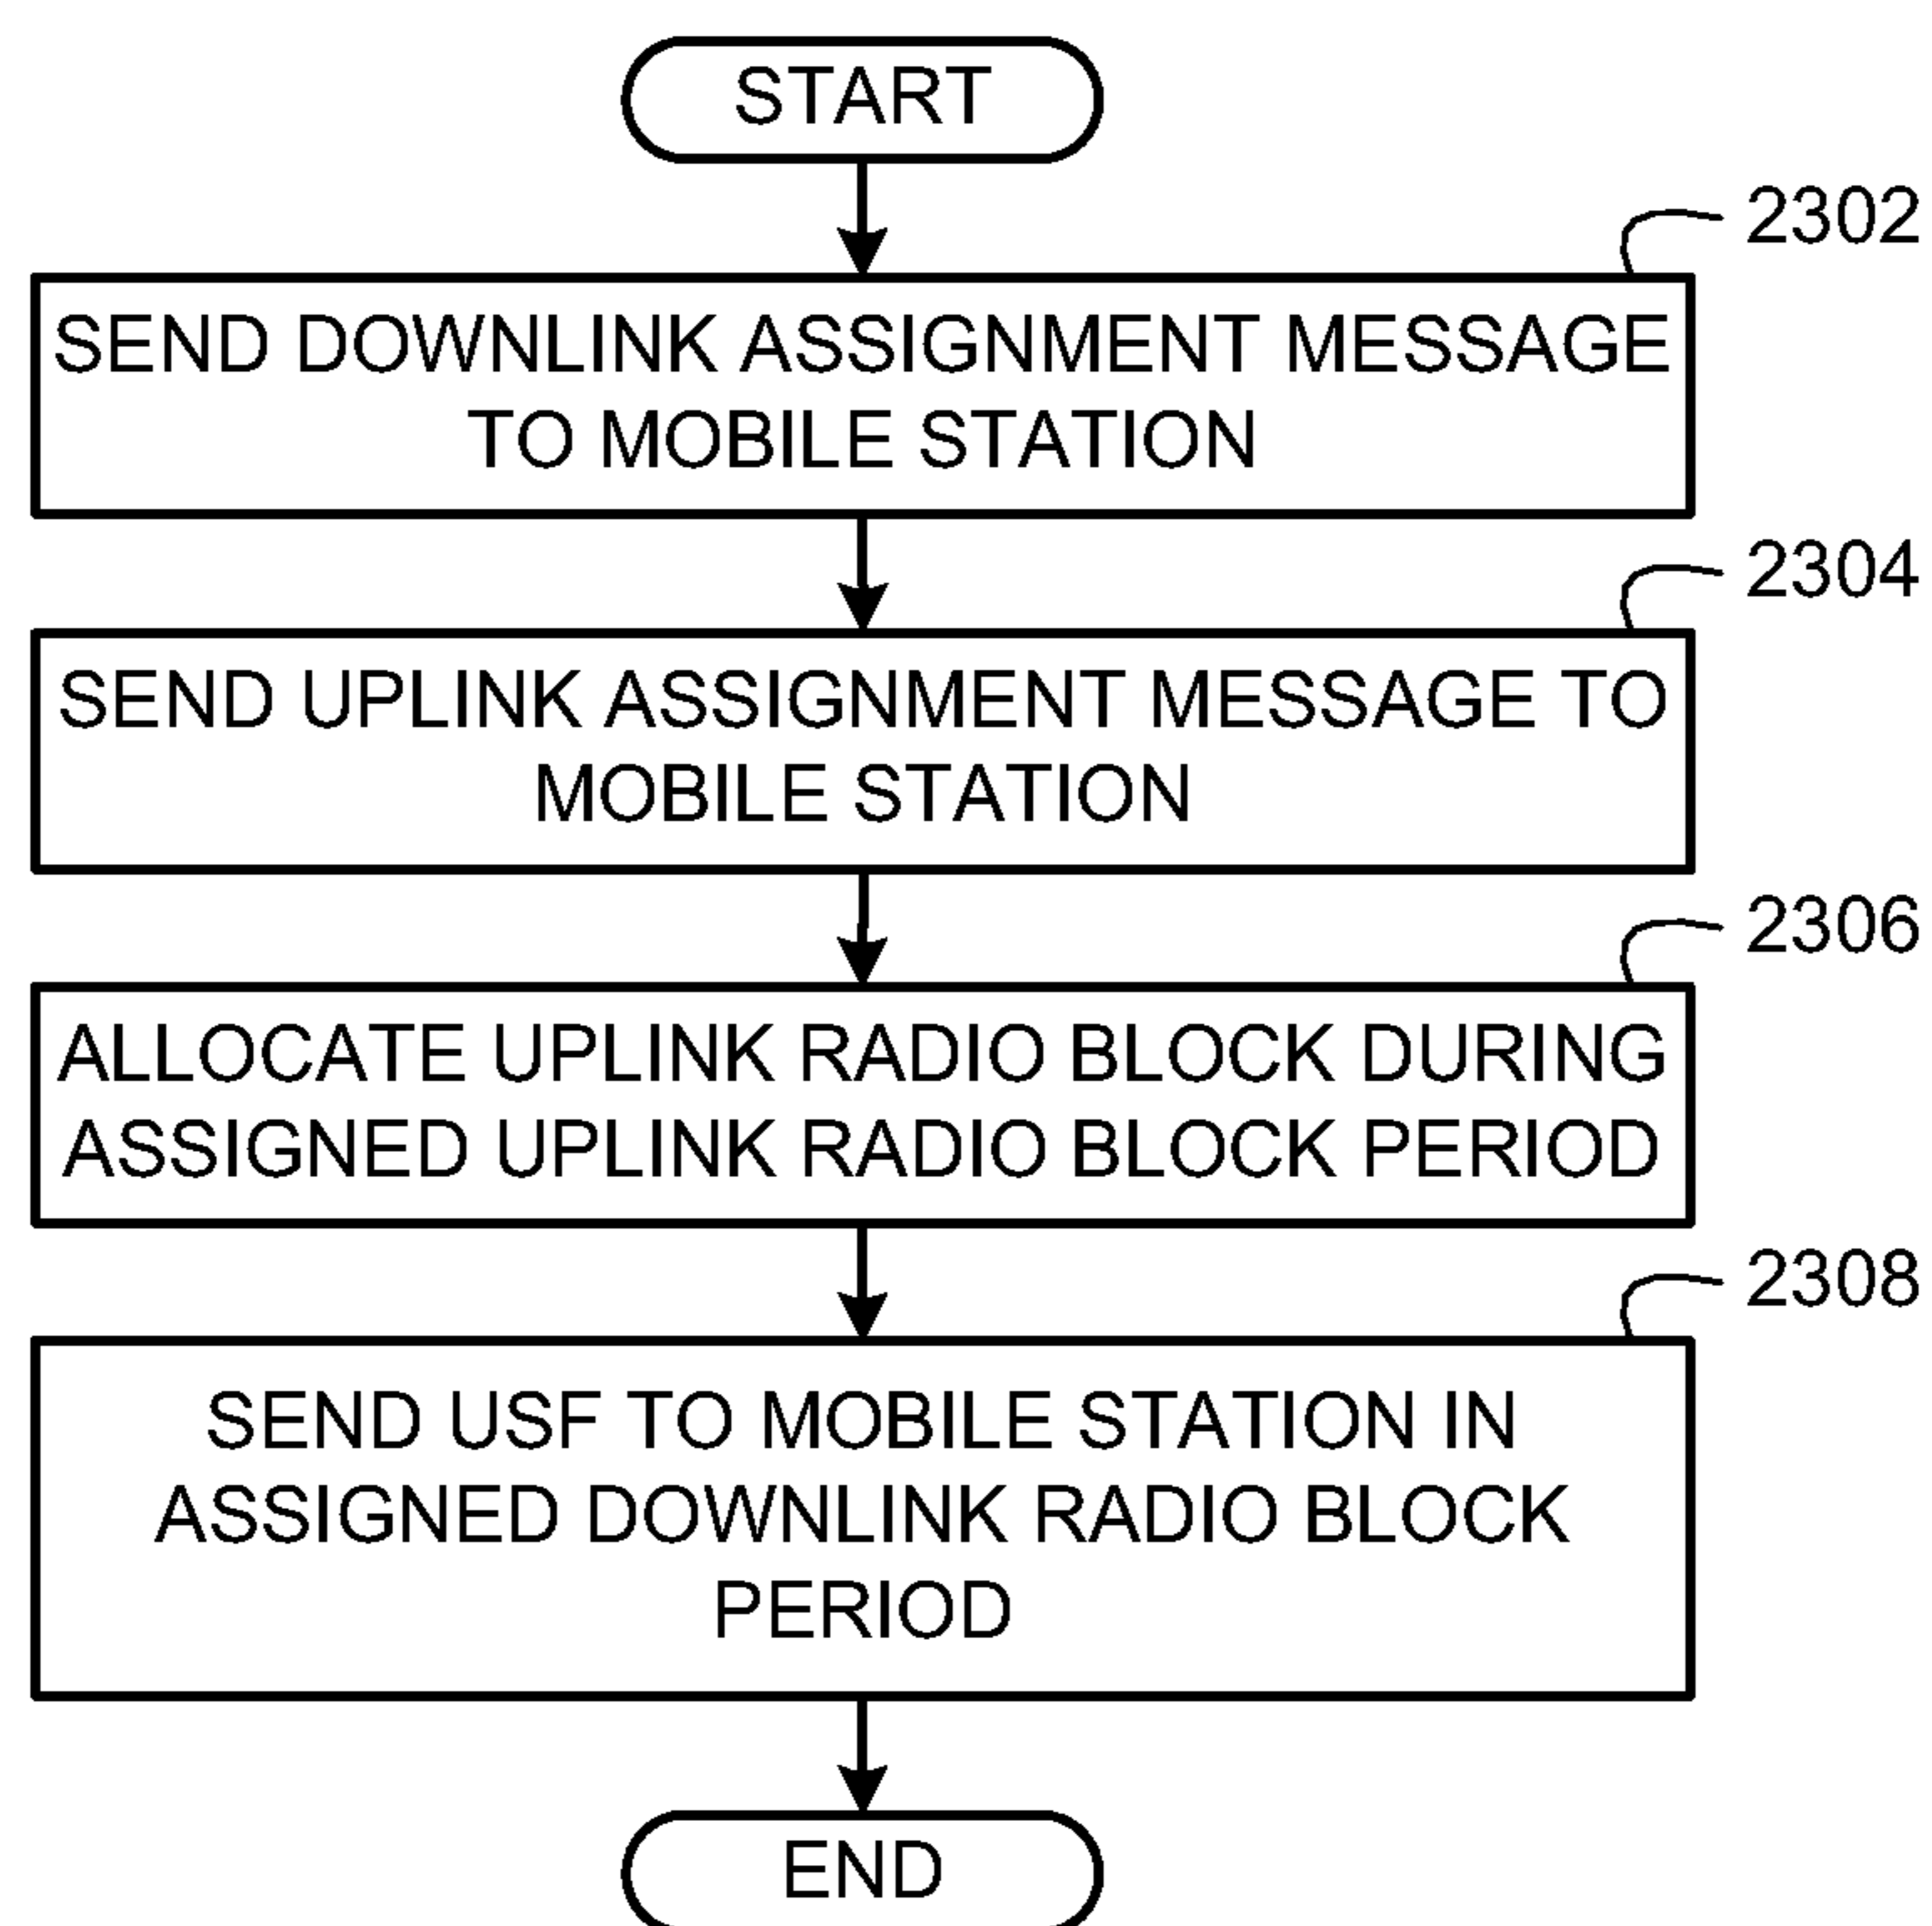 START
2302
SEND DOWNLINK ASSIGNMENT MESSAGE
TO MOBILE STATION
2304
SEND UPLINK ASSIGNMENT MESSAGE TO
MOBILE STATION
2306
ALLOCATE UPLINK RADIO BLOCK DURING
ASSIGNED UPLINK RADIO BLOCK PERIOD
2308
SEND USF TO MOBILE STATION IN
ASSIGNED DOWNLINK RADIO BLOCK
PERIOD
END